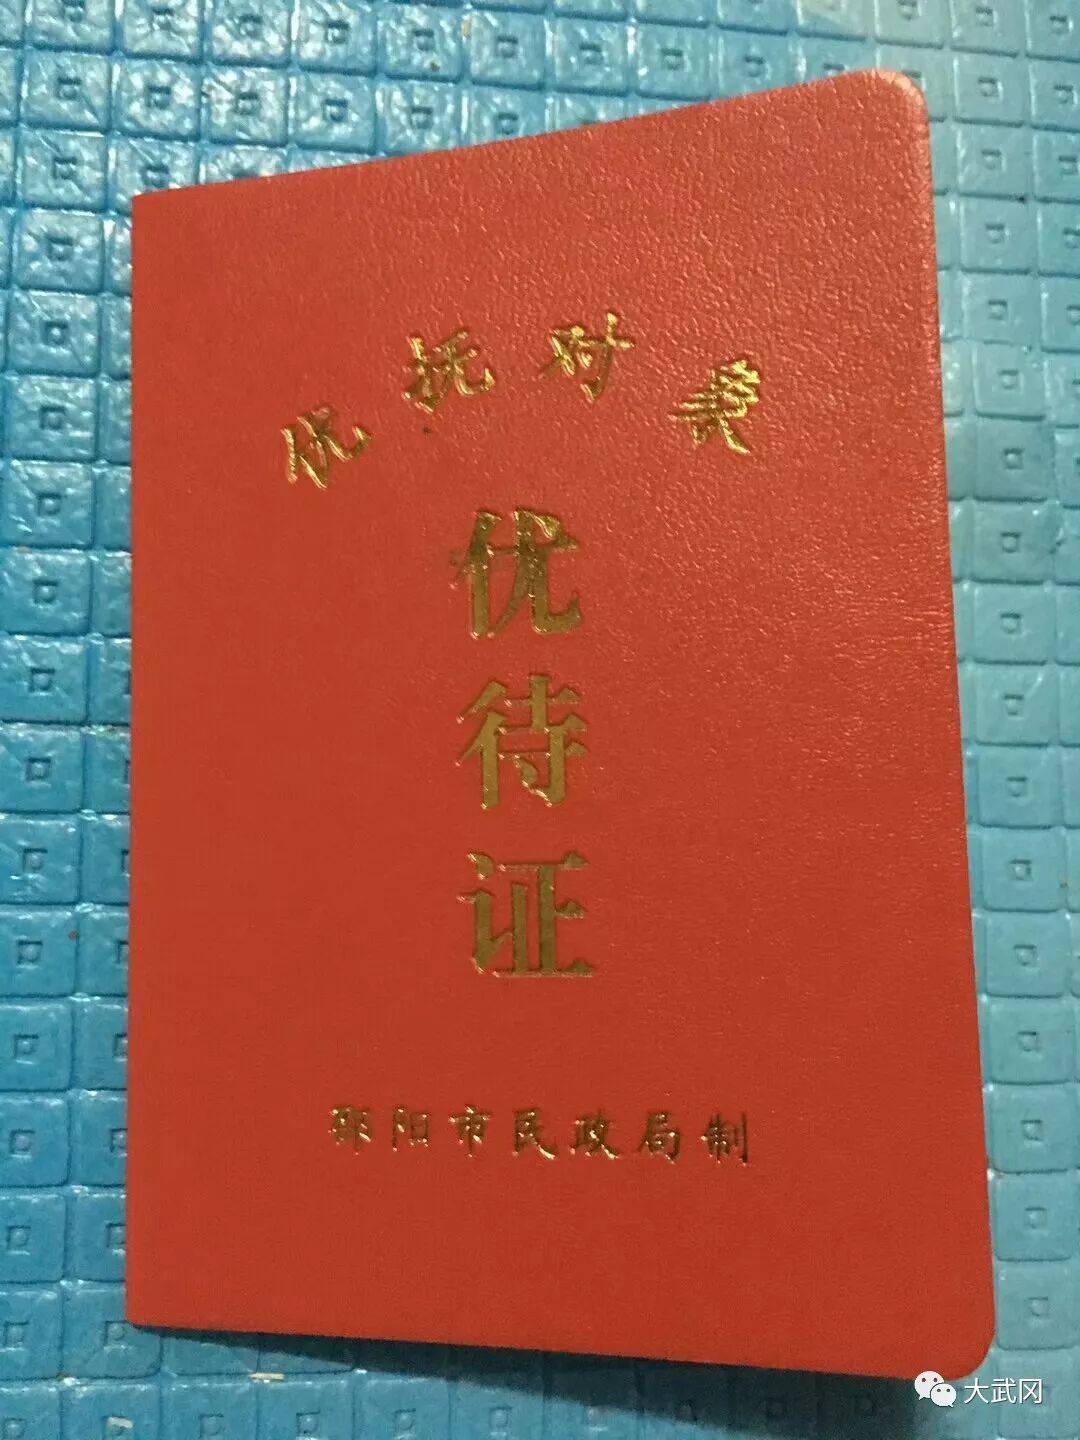 优抚对象
优待证
邵阳市民政局制
大武冈